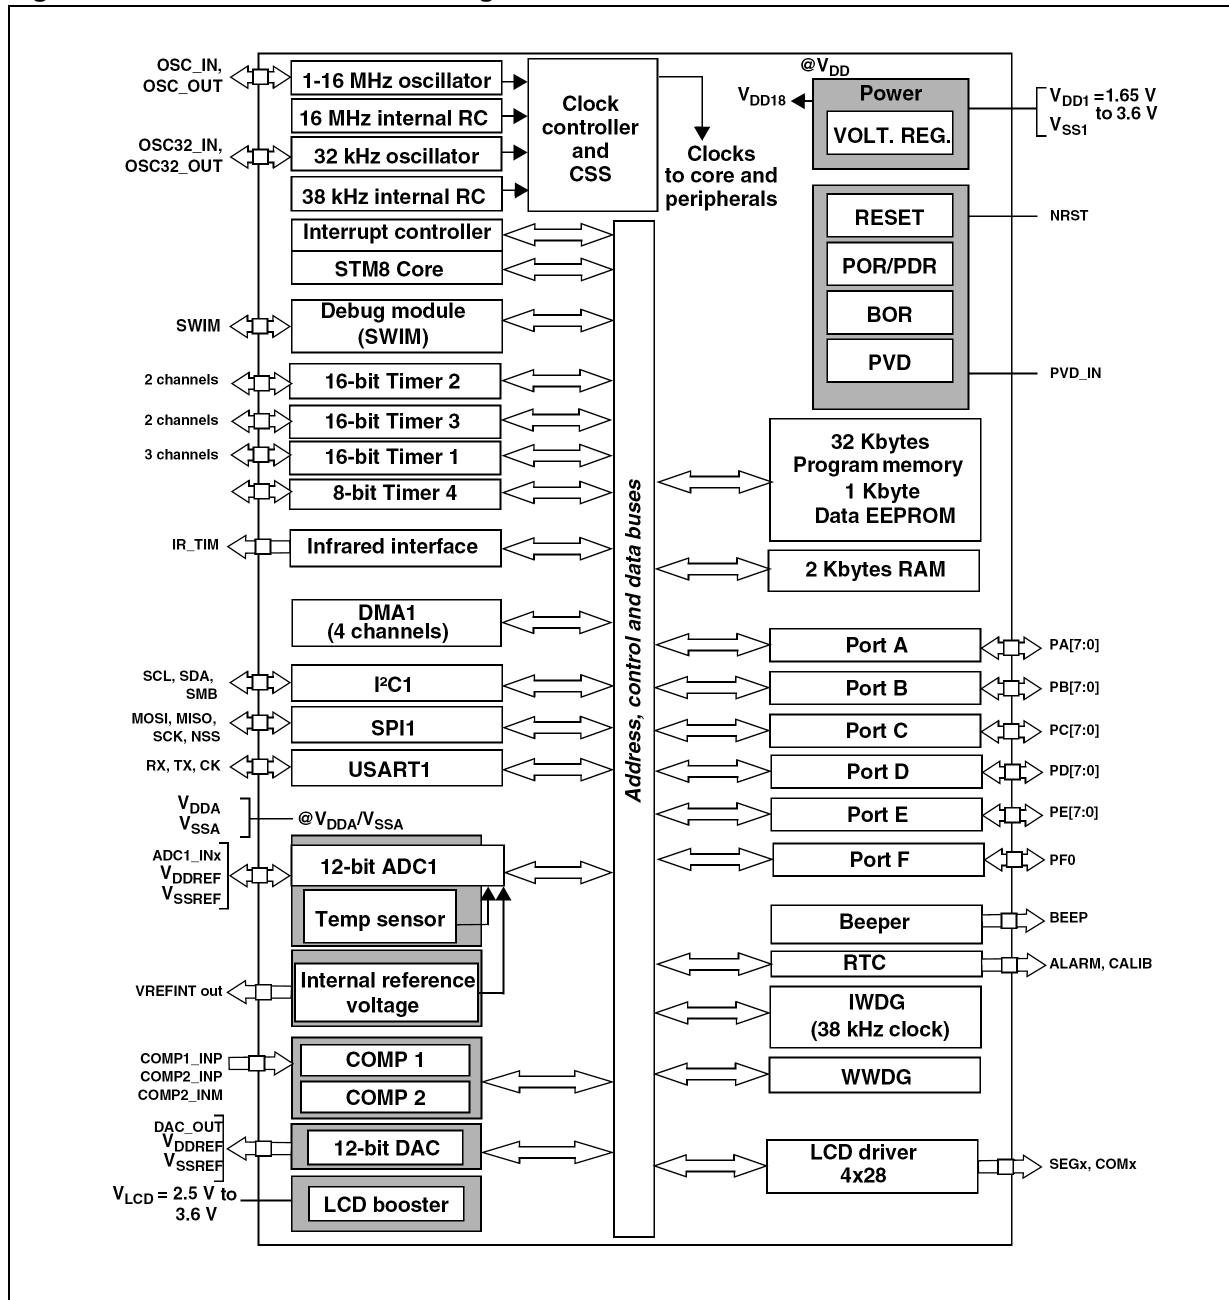 OSC_IN,
OSC_OUT
1-16 MHz oscillator
16 MHz internal RC
OSC32_IN,
OSC32_OUT
32 kHz oscillator
38 kHz internal RC
Clock
controller
and
CSS
Clocks
to core and
peripherals
@VDD
VDD18
Power
VOLT. REG.
VDD1 =1.65 V
to 3.6 V
VSS1
RESET
NRST
POR/PDR
BOR
PVD
PVD_IN
Interrupt controller
STM8 Core
SWIM
Debug module
(SWIM)
2 channels
16-bit Timer 2
2 channels
16-bit Timer 3
3 channels
16-bit Timer 1
8-bit Timer 4
IR_TIM
Infrared interface
DMA1
(4 channels)
SCL, SDA,
SMB
I²C1
MOSI, MISO,
SCK, NSS
SPI1
RX, TX, CK
USART1
VDDA
VSSA
@VDDA/VSSA
ADC1_INx
VDDREF
VSSREF
12-bit ADC1
Temp sensor
VREFINT out
Internal reference
voltage
COMP1_INP
COMP2_INP
COMP2_INM
COMP 1
COMP 2
DAC_OUT
VDDREF
VSSREF
12-bit DAC
VLCD = 2.5 V to
3.6 V
LCD booster
Address, control and data buses
32 Kbytes
Program memory
1 Kbyte
Data EEPROM
2 Kbytes RAM
Port A
PA[7:0]
Port B
PB[7:0]
Port C
PC[7:0]
Port D
PD[7:0]
Port E
PE[7:0]
Port F
PF0
Beeper
BEEP
RTC
ALARM, CALIB
IWDG
(38 kHz clock)
WWDG
LCD driver
4x28
SEGx, COMx